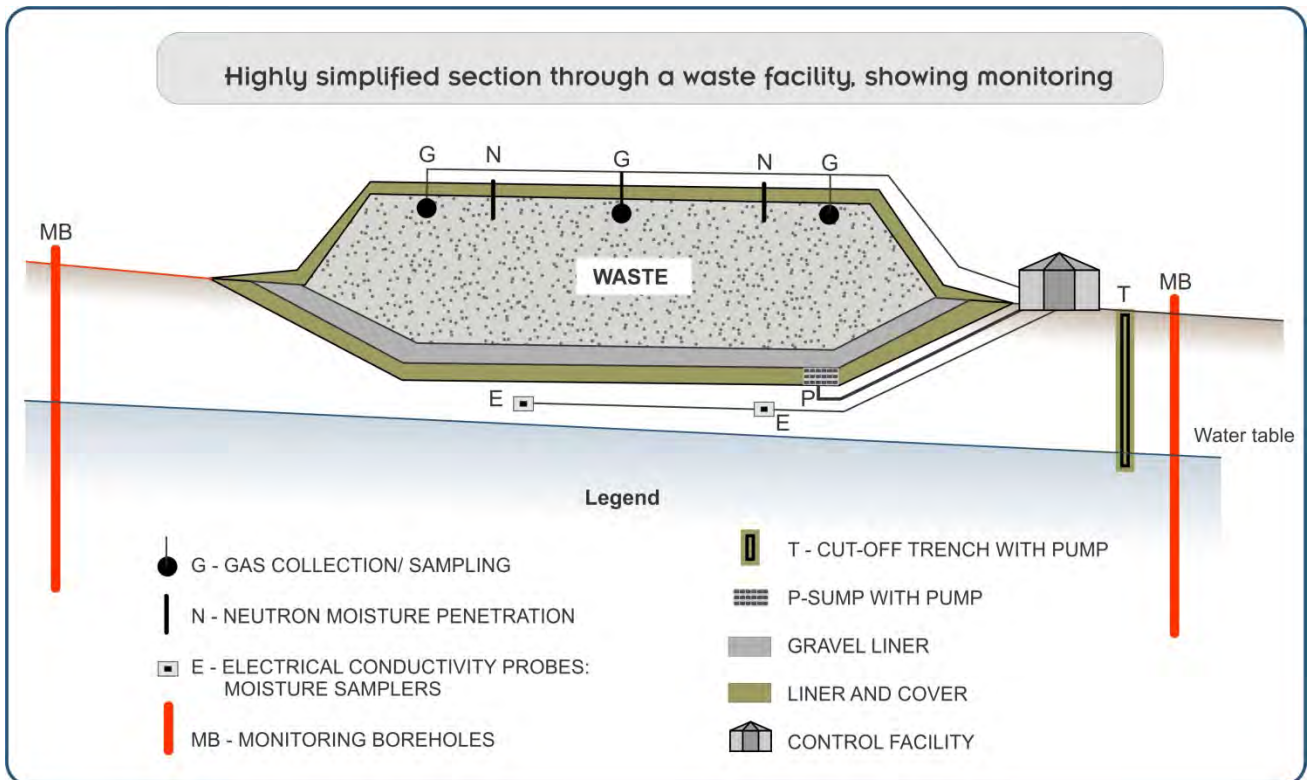 Highly simplified section through a waste facility, showing monitoring
G N G N G
MB
WASTE
T MB
E
P
E
Water table
Legend
G - GAS COLLECTION/ SAMPLING
N - NEUTRON MOISTURE PENETRATION
E - ELECTRICAL CONDUCTIVITY PROBES:
MOISTURE SAMPLERS
MB - MONITORING BOREHOLES
T - CUT-OFF TRENCH WITH PUMP
P-SUMP WITH PUMP
GRAVEL LINER
LINER AND COVER
CONTROL FACILITY